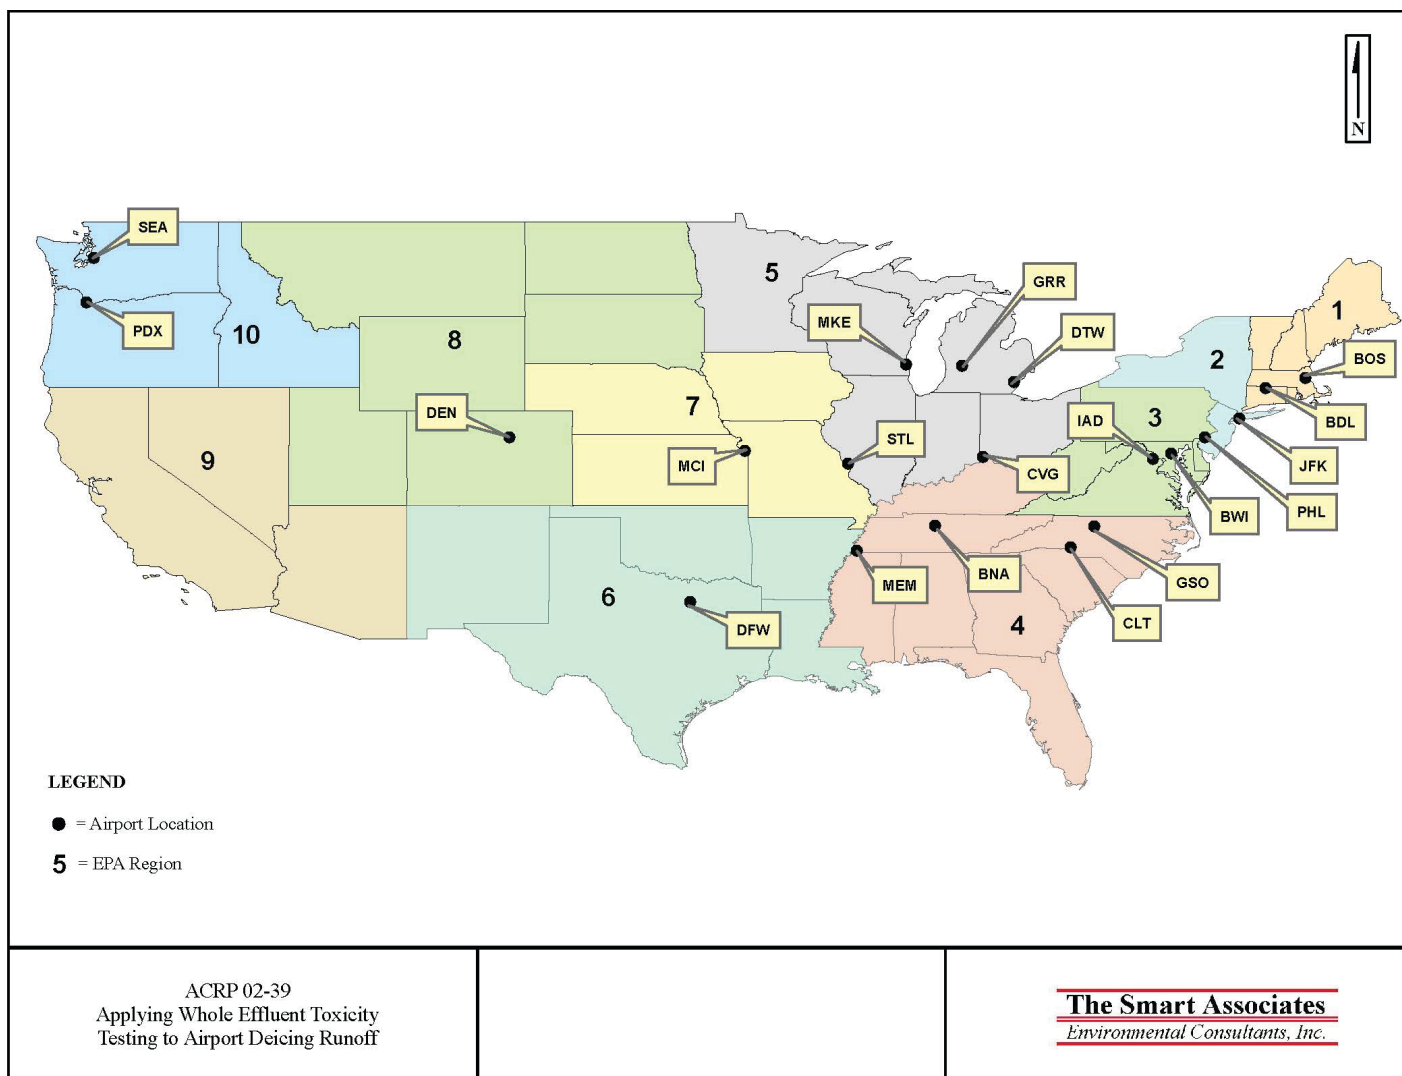 N
SEA
PDX
10
8
5
MKE
GRR
DTW
1
2
BOS
BDL
3
IAD
JFK
PHL
BWI
DEN
7
MCI
STL
CVG
9
6
DFW
MEM
BNA
GSO
CLT
4
LEGEND
= Airport Location
5 = EPA Region
ACRP 02-39
Applying Whole Effluent Toxicity
Testing to Airport Deicing Runoff
The Smart Associates
Environmental Consultants, Inc.